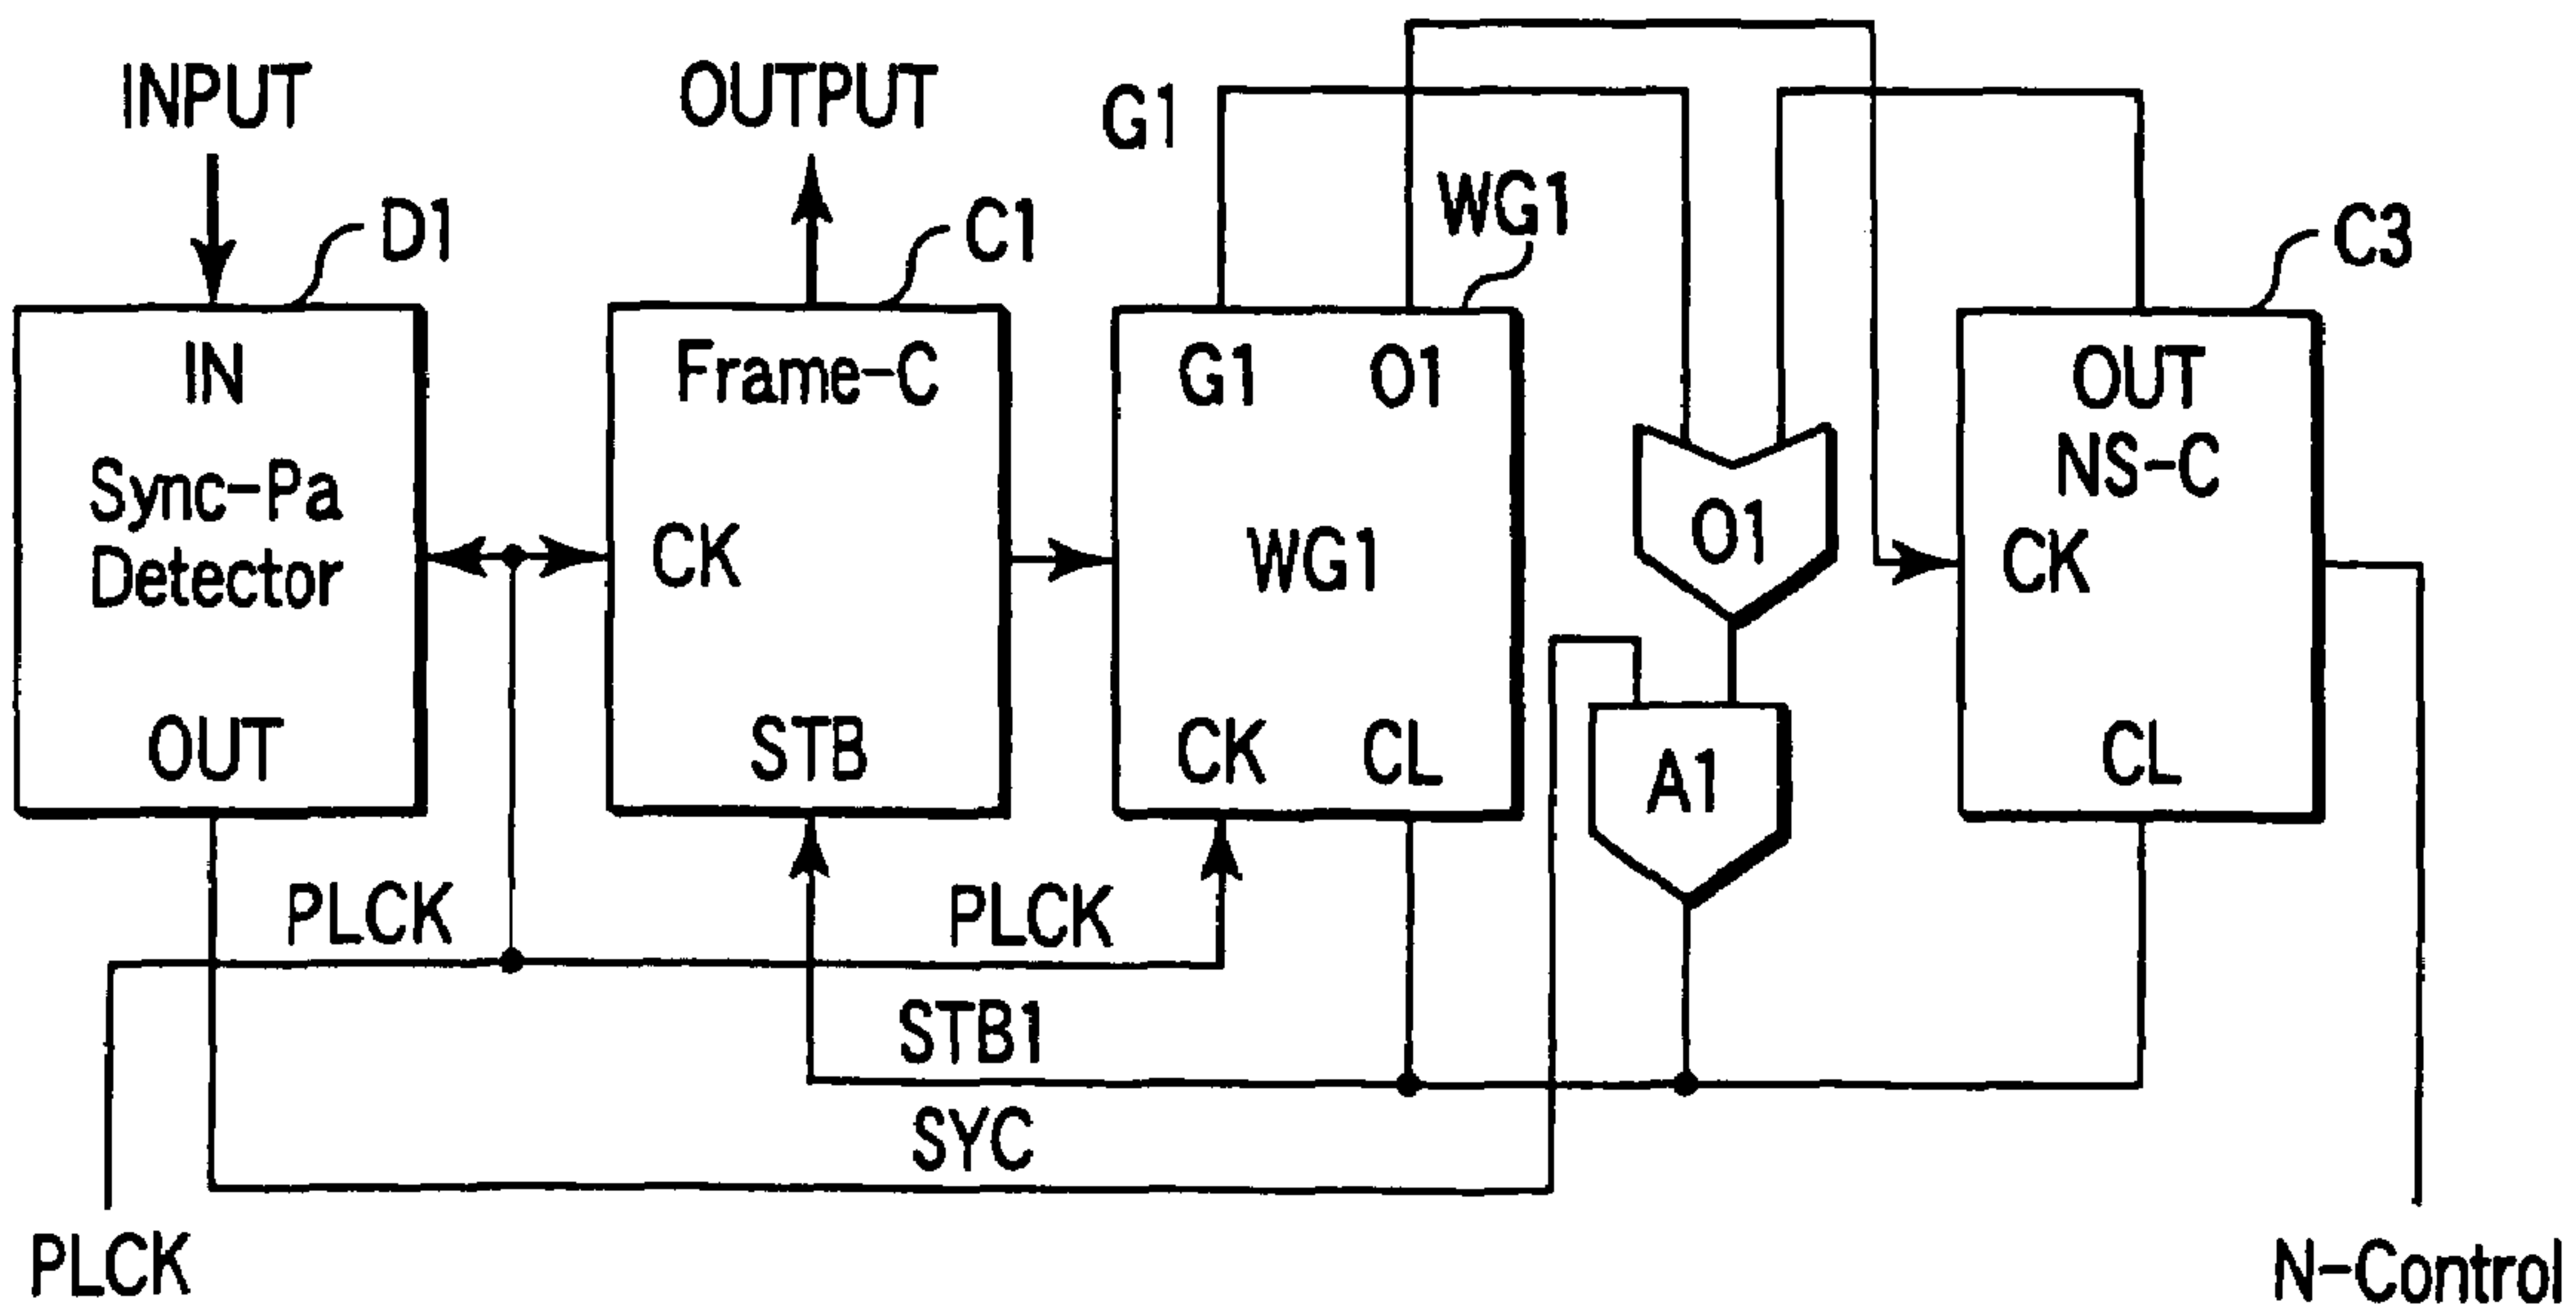 INPUT
OUTPUT
G1
D1
C1
WG1
C3
IN
Sync-Pa
Detector
OUT
Frame-C
CK
STB
G1 O1
WG1
CK CL
O1
A1
OUT
NS-C
CK
CL
PLCK
PLCK
STB1
SYC
PLCK
N-Control